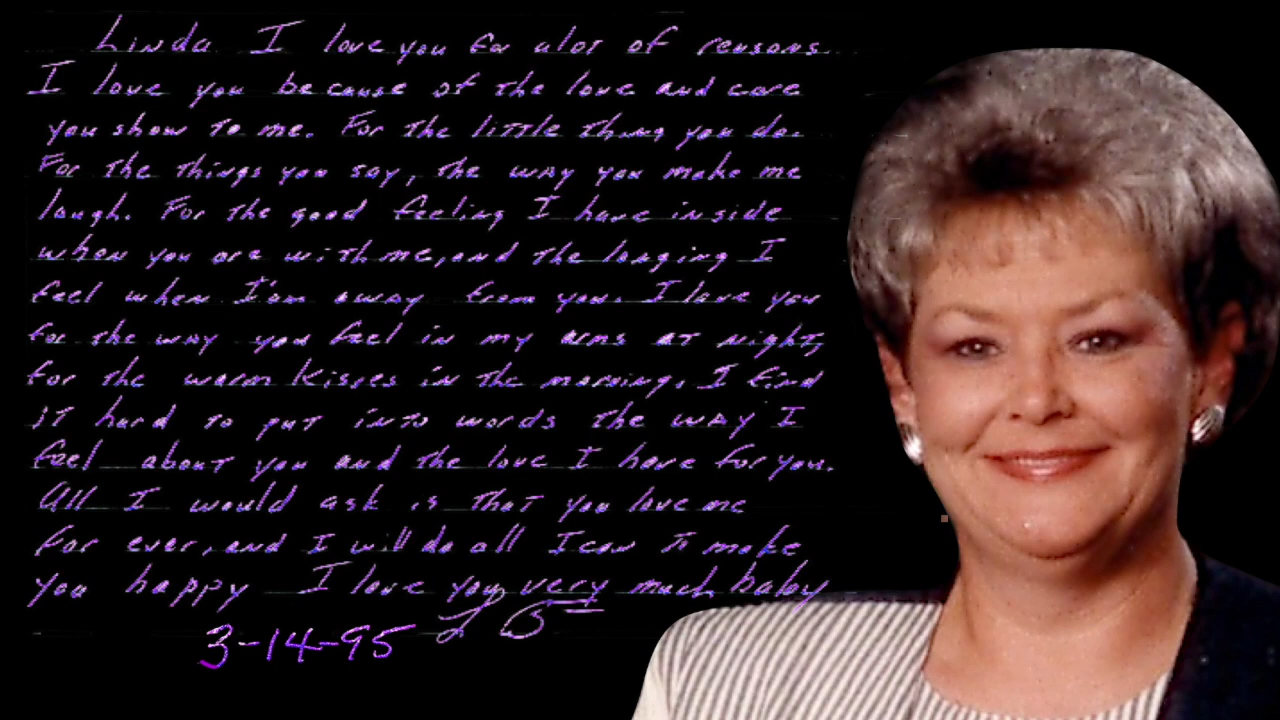 Linda I love you for alot of reasons
I love you because of the love and care
you show to me. For the little thing you do.
For the things you say, the way you make me
laugh. For the good feeling I have inside
when you are with me, and the longing I
feel when I'am away from you. I love you
for the way you feel in my arms at night,
for the warm kisses in the morning. I find
it hard to put into words the way I
feel about you and the love I have for you.
All I would ask is that you love me
for ever, and I will do all I can to make
you happy I love you very much baby
3-14-95